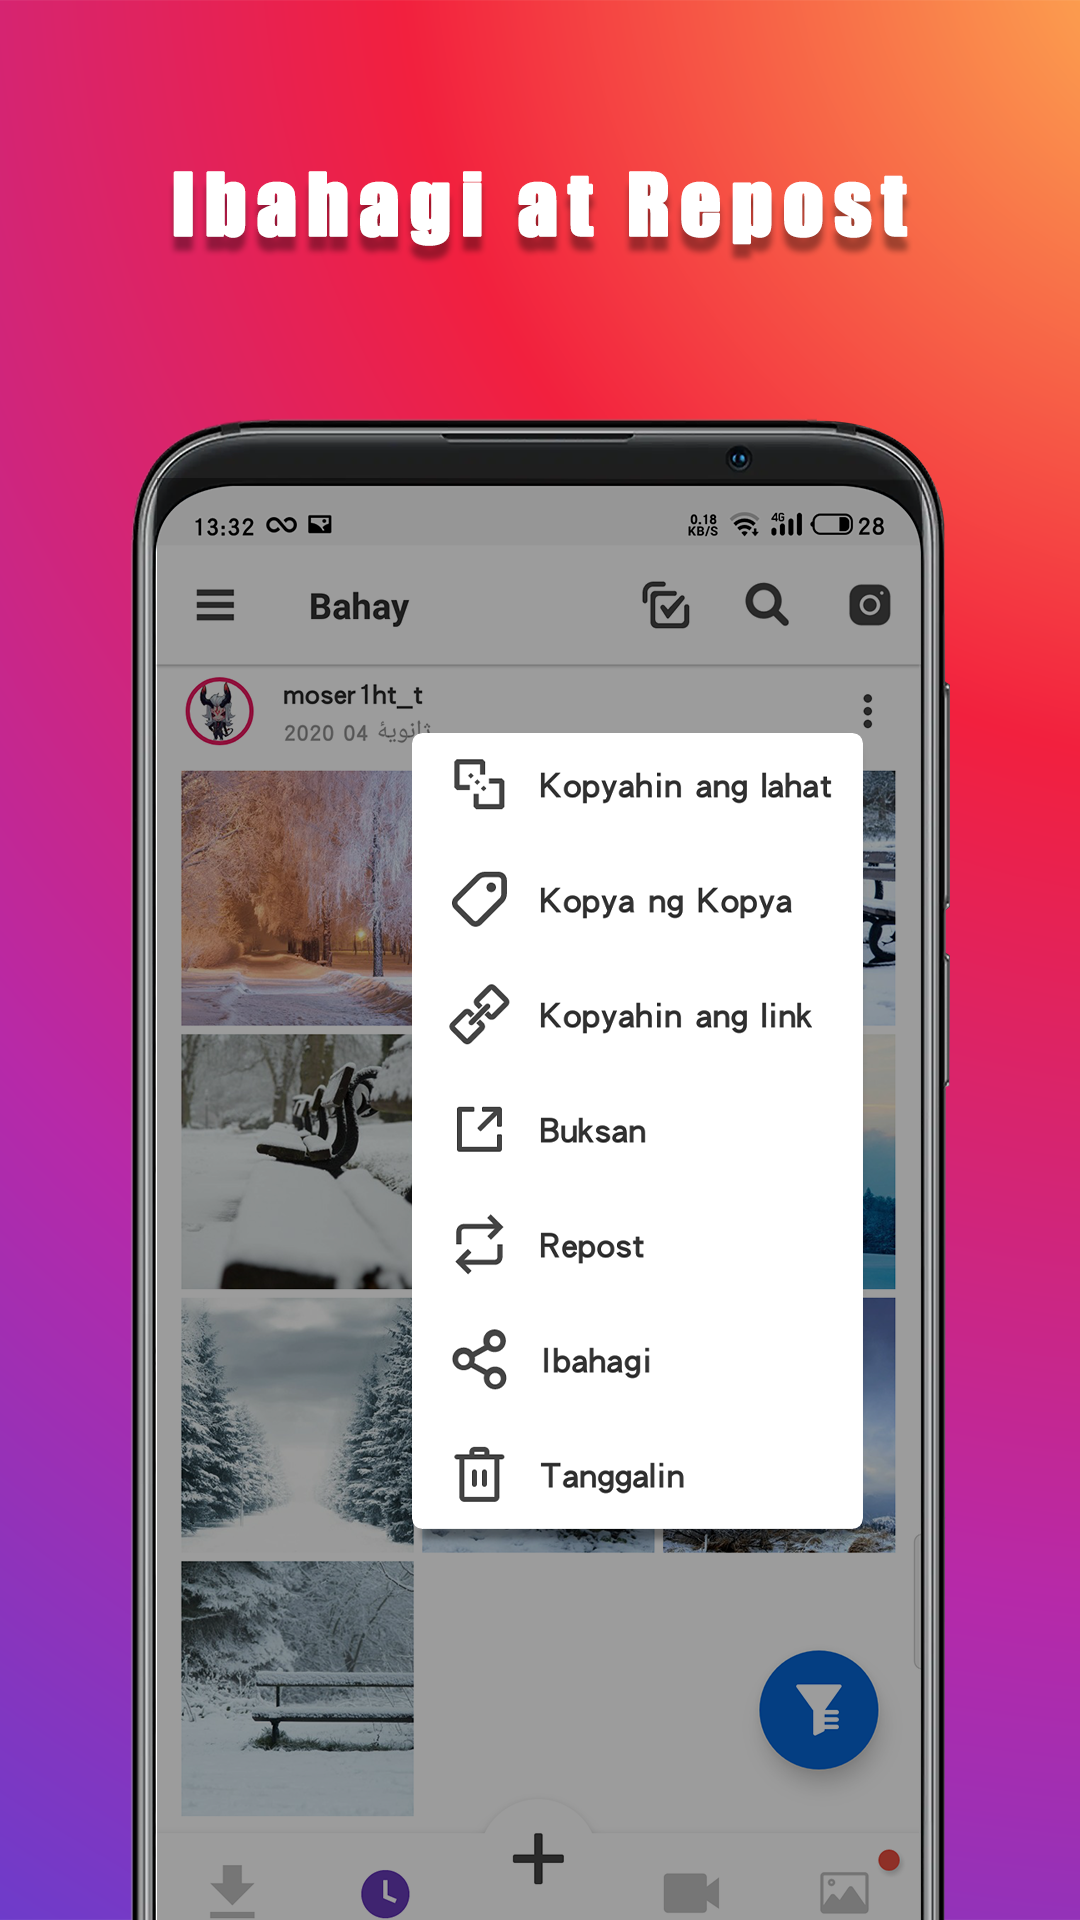 Ibahagi at Repost
13:32
0.18
KB/S
4G
28
Bahay
moser1ht_t
2020 04 ثانوية
Kopyahin ang lahat
Kopya ng Kopya
Kopyahin ang link
Buksan
Repost
Ibahagi
Tanggalin